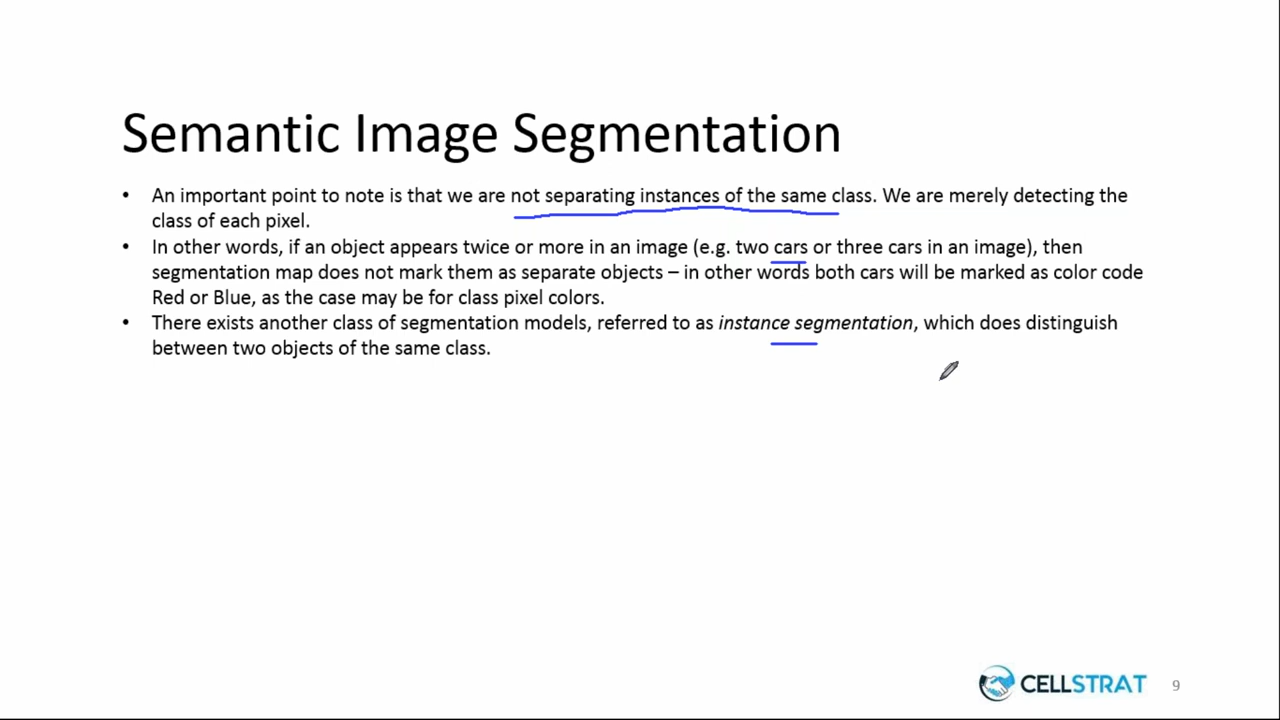 Semantic Image Segmentation
• An important point to note is that we are not separating instances of the same class. We are merely detecting the
class of each pixel.
• In other words, if an object appears twice or more in an image (e.g. two cars or three cars in an image), then
segmentation map does not mark them as separate objects – in other words both cars will be marked as color code
Red or Blue, as the case may be for class pixel colors.
• There exists another class of segmentation models, referred to as instance segmentation, which does distinguish
between two objects of the same class.
CELLSTRAT 9